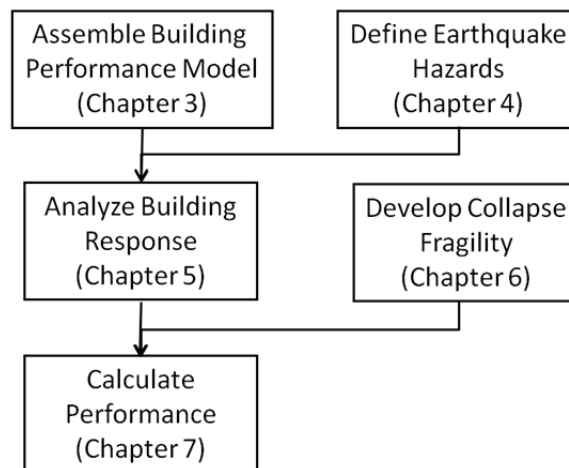 Assemble Building
Performance Model
(Chapter 3)
Define Earthquake
Hazards
(Chapter 4)
Analyze Building
Response
(Chapter 5)
Develop Collapse
Fragility
(Chapter 6)
Calculate
Performance
(Chapter 7)